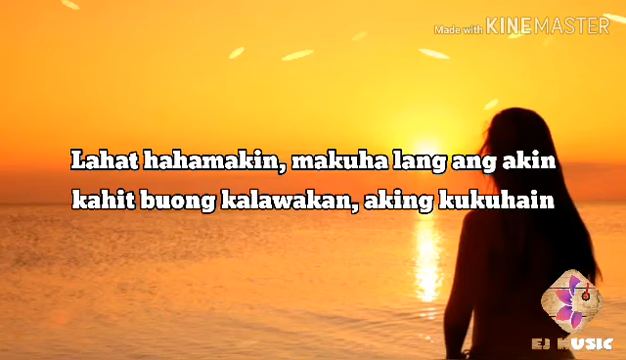 Made with KINEMASTER
Lahat hahamakin, makuha lang ang akin
kahit buong kalawakan, aking kukuhain
EJ MUSIC